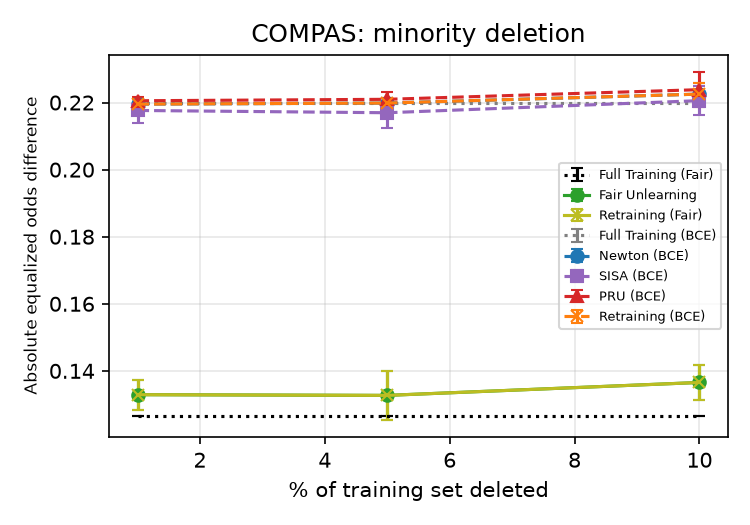 COMPAS: minority deletion
Absolute equalized odds difference
0.22
0.20
0.18
0.16
0.14
Full Training (Fair)
Fair Unlearning
Retraining (Fair)
Full Training (BCE)
Newton (BCE)
SISA (BCE)
PRU (BCE)
Retraining (BCE)
2 4 6 8 10
% of training set deleted